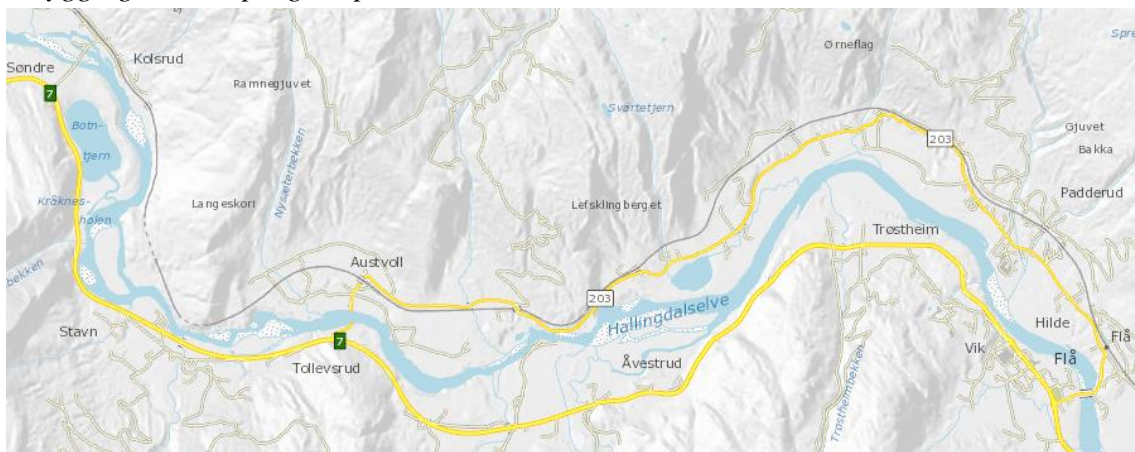 Kolsrud
Søndre
7
Botn-
tjern
Ramnegjuvet
Ørneflag
Spre
Svartetjern
203
Gjuvet
Bakka
Nysæterbekken
Kråknes-
hølen
Langeskori
Lefsklingberget
Padderud
bekken
Austvoll
Trøstheim
203
Hallingdalselve
Stavn
7
Tollevsrud
Åvestrud
Trøstheimbekken
Vik
Hilde
Flå
Flå